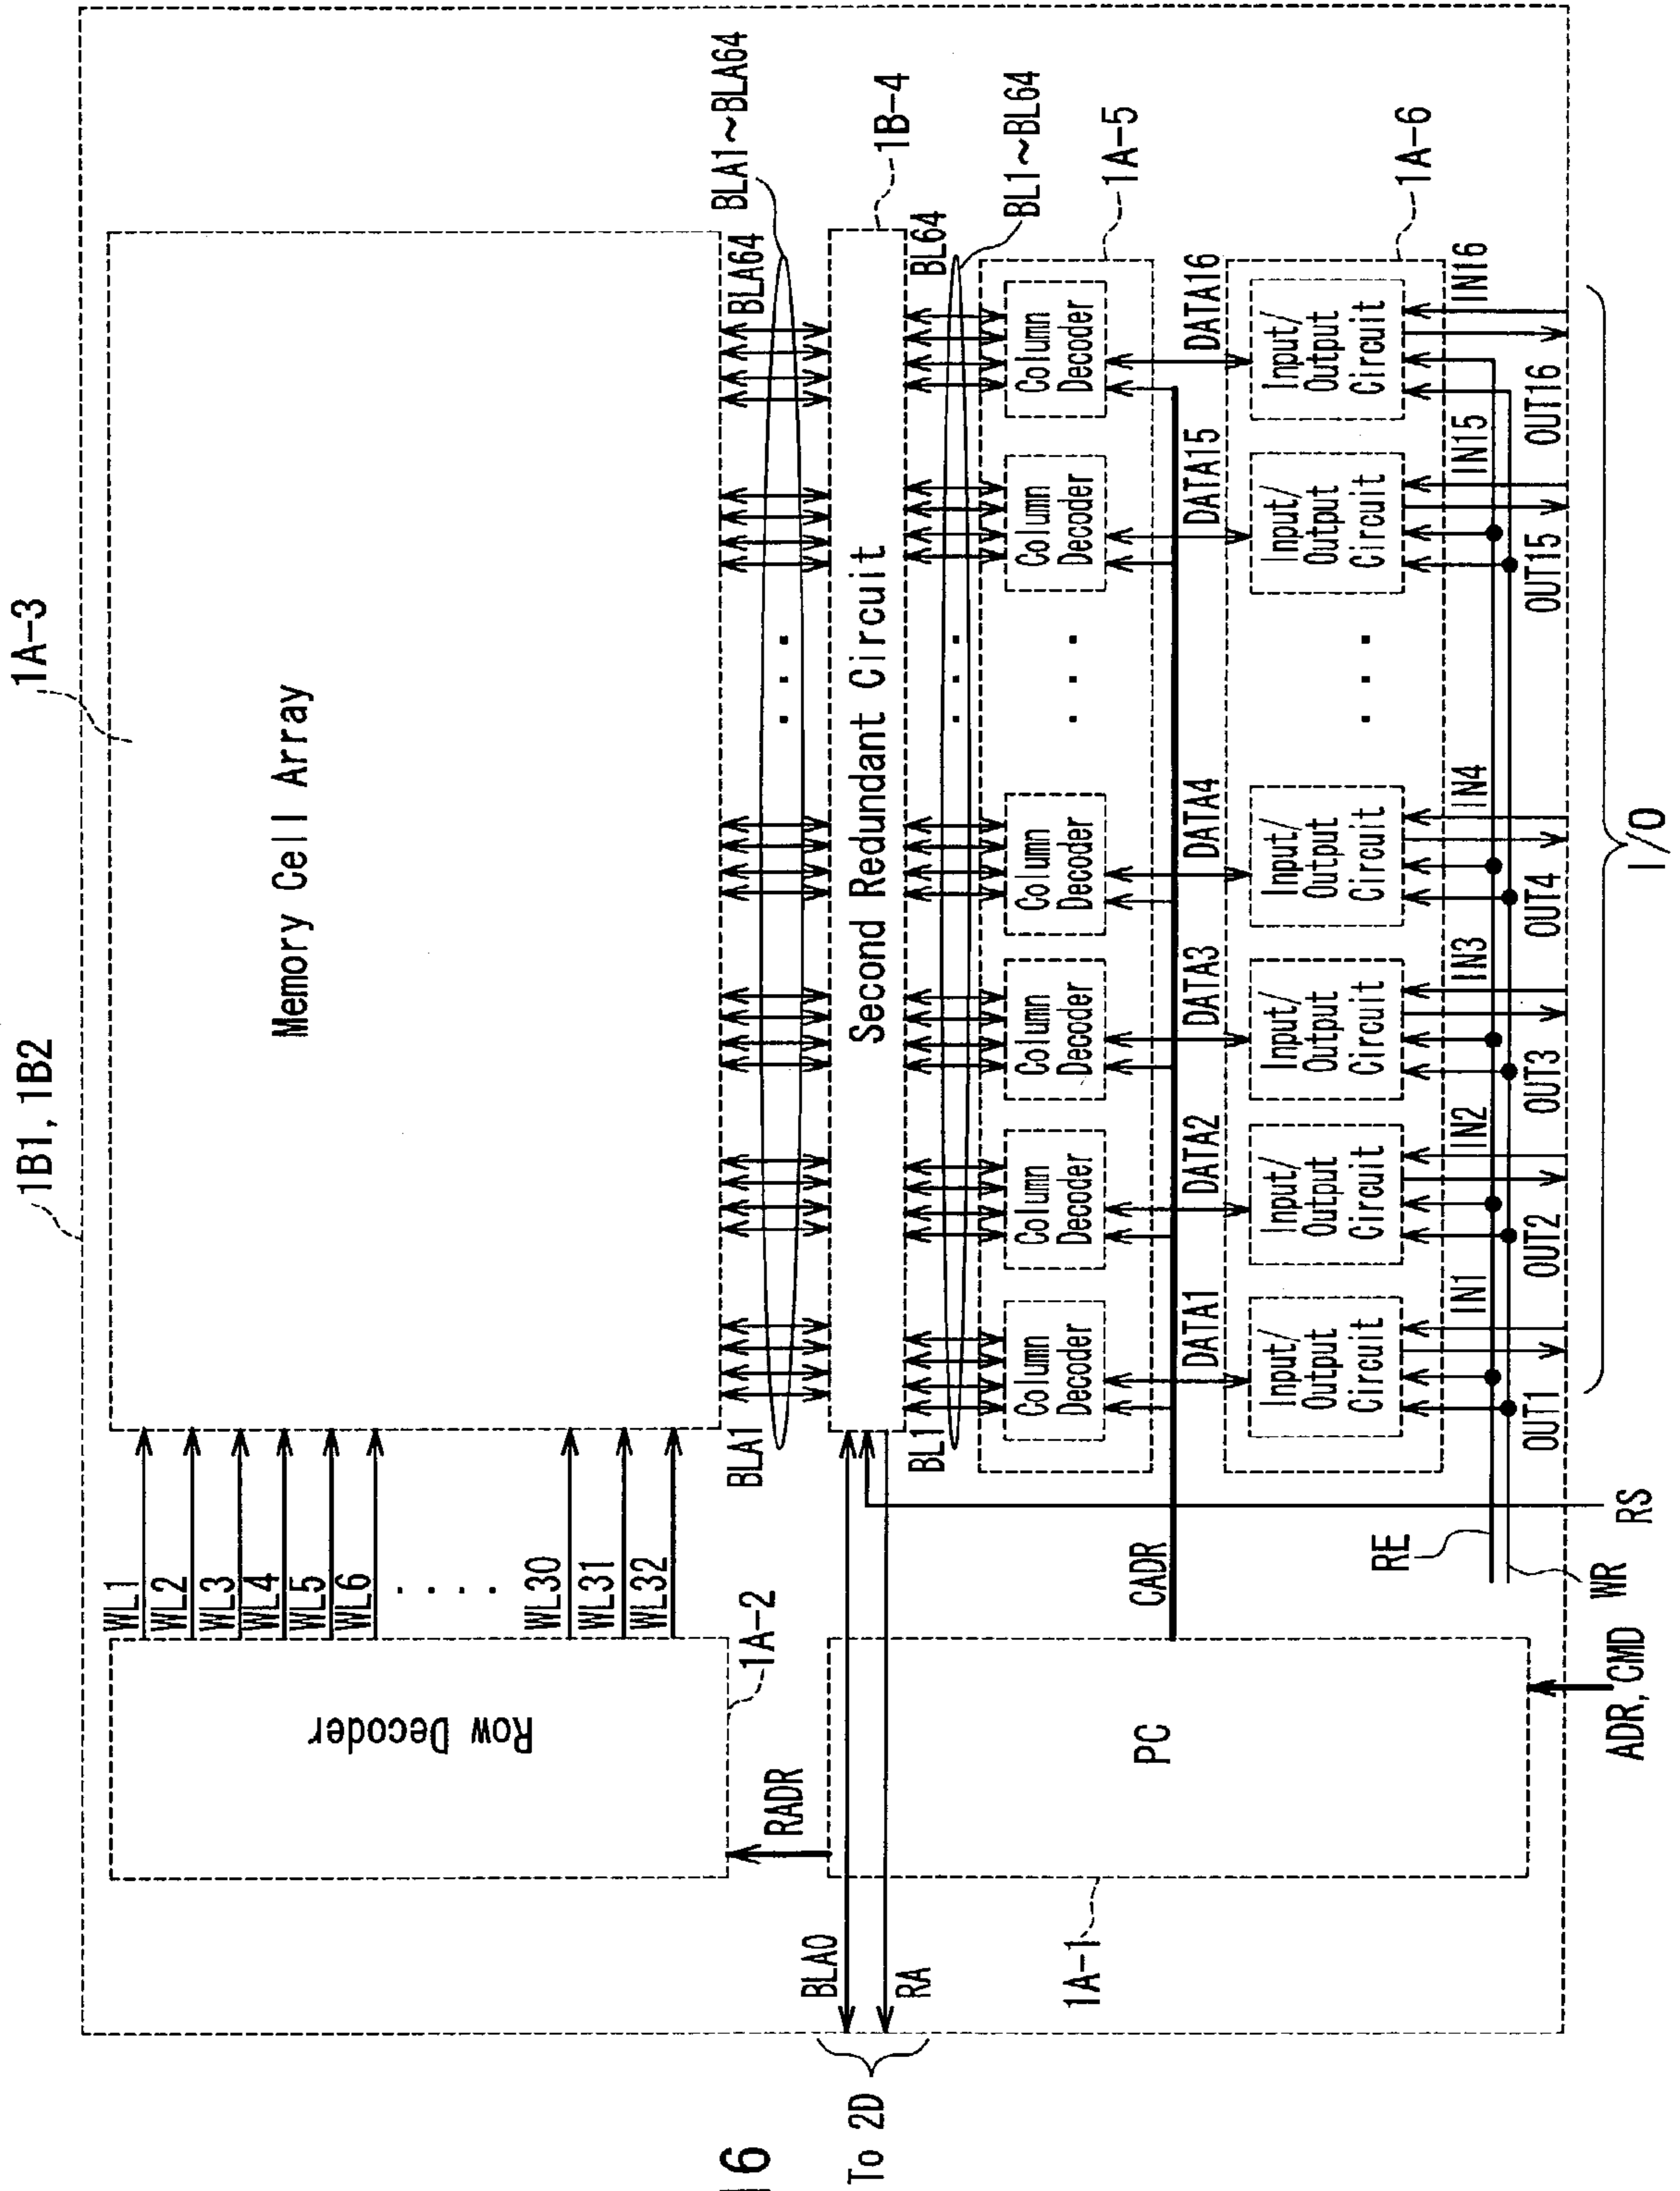 1B1, 1B2
1A-3
Memory Cell Array
Row Decoder
1A-2
WL1
WL2
WL3
WL4
WL5
WL6
WL30
WL31
WL32
RADR
BLA1
BLA64
BLA1~BLA64
BLA0
RA
To 2D
Second Redundant Circuit
1B-4
BL1
BL64
BL1~BL64
Column Decoder
Column Decoder
Column Decoder
Column Decoder
Column Decoder
Column Decoder
1A-5
PC
1A-1
CADR
DATA1
DATA2
DATA3
DATA4
DATA15
DATA16
Input/Output Circuit
Input/Output Circuit
Input/Output Circuit
Input/Output Circuit
Input/Output Circuit
Input/Output Circuit
1A-6
IN1
IN2
IN3
IN4
IN15
IN16
RE
WR
OUT1
OUT2
OUT3
OUT4
OUT15
OUT16
ADR, CMD
RS
I/O